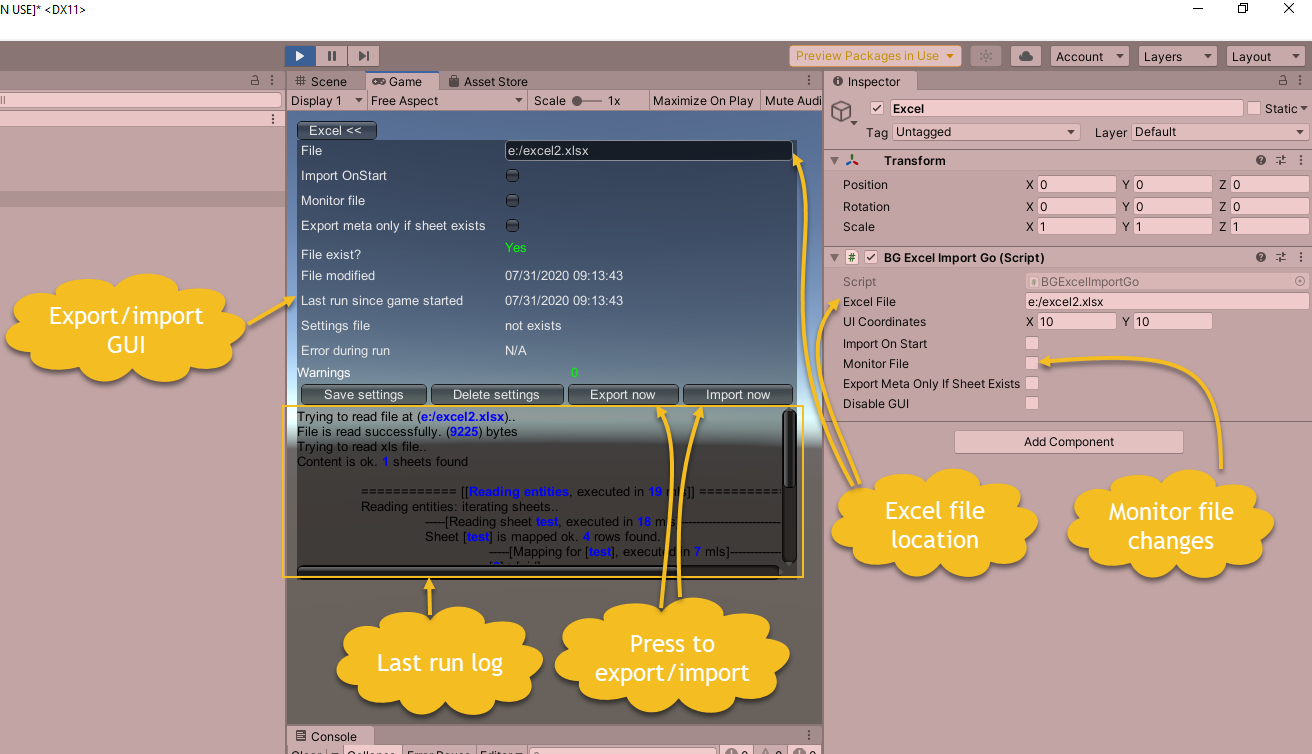 N USE]* <DX11>
Preview Packages in Use
Account
Layers
Layout
Scene
Game
Asset Store
Inspector
Display 1
Free Aspect
Scale
1x
Maximize On Play
Mute Audi
Excel <<
File
e:/excel2.xlsx
Import OnStart
Monitor file
Export meta only if sheet exists
File exist?
Yes
File modified
07/31/2020 09:13:43
Last run since game started
07/31/2020 09:13:43
Settings file
not exists
Error during run
N/A
Warnings
0
Save settings
Delete settings
Export now
Import now
Trying to read file at (e:/excel2.xlsx)..
File is read successfully. (9225) bytes
Trying to read xls file..
Content is ok. 1 sheets found
============ [[Reading entities, executed in 19 mls]] ============
Reading entities: iterating sheets..
-----[Reading sheet test, executed in 18 mls]-------------------------
Sheet [test] is mapped ok. 4 rows found.
-----[Mapping for [test], executed in 7 mls]-------------
Excel
Static
Tag
Untagged
Layer
Default
Transform
Position
X 0
Y 0
Z 0
Rotation
X 0
Y 0
Z 0
Scale
X 1
Y 1
Z 1
# BG Excel Import Go (Script)
Script
BGExcelImportGo
Excel File
e:/excel2.xlsx
UI Coordinates
X 10
Y 10
Import On Start
Monitor File
Export Meta Only If Sheet Exists
Disable GUI
Add Component
Export/import
GUI
Excel file
location
Monitor file
changes
Last run log
Press to
export/import
Console